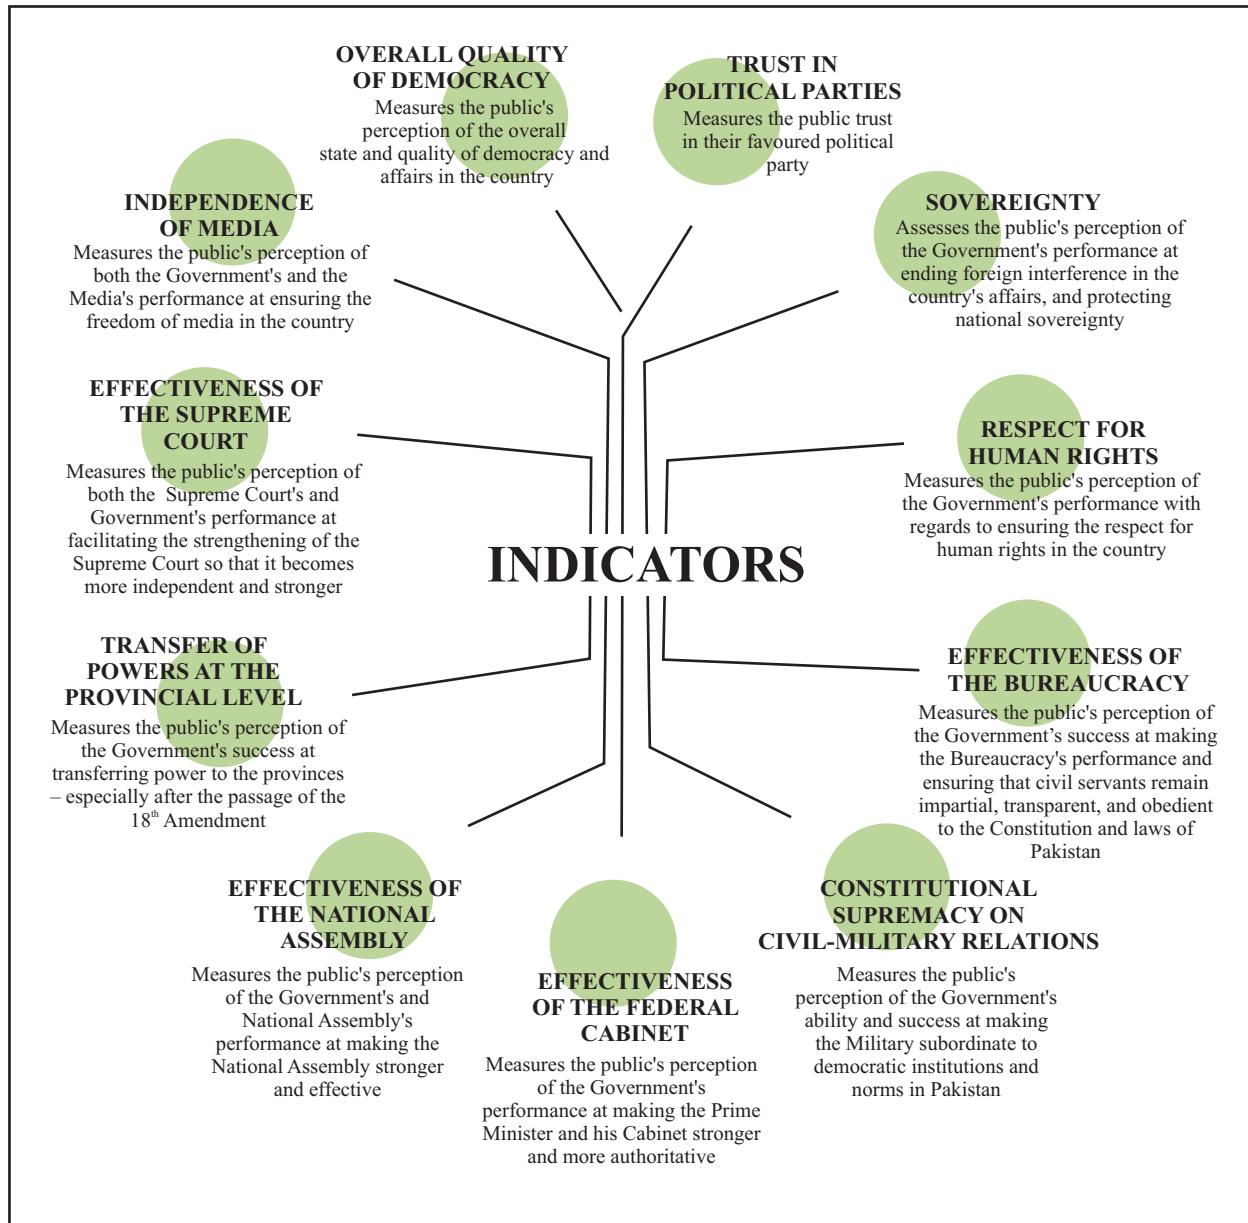 OVERALL QUALITY
OF DEMOCRACY
Measures the public's
perception of the overall
state and quality of democracy and
affairs in the country
TRUST IN
POLITICAL PARTIES
Measures the public trust
in their favoured political
party
INDEPENDENCE
OF MEDIA
Measures the public's perception of
both the Government's and the
Media's performance at ensuring the
freedom of media in the country
SOVEREIGNTY
Assesses the public's perception of
the Government's performance at
ending foreign interference in the
country's affairs, and protecting
national sovereignty
EFFECTIVENESS OF
THE SUPREME
COURT
Measures the public's perception of
both the Supreme Court's and
Government's performance at
facilitating the strengthening of the
Supreme Court so that it becomes
more independent and stronger
RESPECT FOR
HUMAN RIGHTS
Measures the public's perception of
the Government's performance with
regards to ensuring the respect for
human rights in the country
INDICATORS
TRANSFER OF
POWERS AT THE
PROVINCIAL LEVEL
Measures the public's perception of
the Government's success at
transferring power to the provinces
– especially after the passage of the
18th Amendment
EFFECTIVENESS OF
THE BUREAUCRACY
Measures the public's perception of
the Government’s success at making
the Bureaucracy's performance and
ensuring that civil servants remain
impartial, transparent, and obedient
to the Constitution and laws of
Pakistan
EFFECTIVENESS OF
THE NATIONAL
ASSEMBLY
Measures the public's perception
of the Government's and
National Assembly's
performance at making the
National Assembly stronger
and effective
EFFECTIVENESS
OF THE FEDERAL
CABINET
Measures the public's perception
of the Government's
performance at making the Prime
Minister and his Cabinet stronger
and more authoritative
CONSTITUTIONAL
SUPREMACY ON
CIVIL-MILITARY RELATIONS
Measures the public's
perception of the Government's
ability and success at making
the Military subordinate to
democratic institutions and
norms in Pakistan